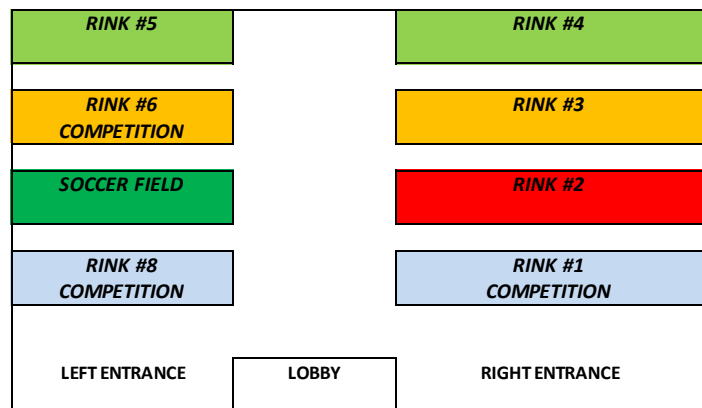 RINK #5
RINK #4
RINK #6
COMPETITION
RINK #3
SOCCER FIELD
RINK #2
RINK #8
COMPETITION
RINK #1
COMPETITION
LEFT ENTRANCE
LOBBY
RIGHT ENTRANCE